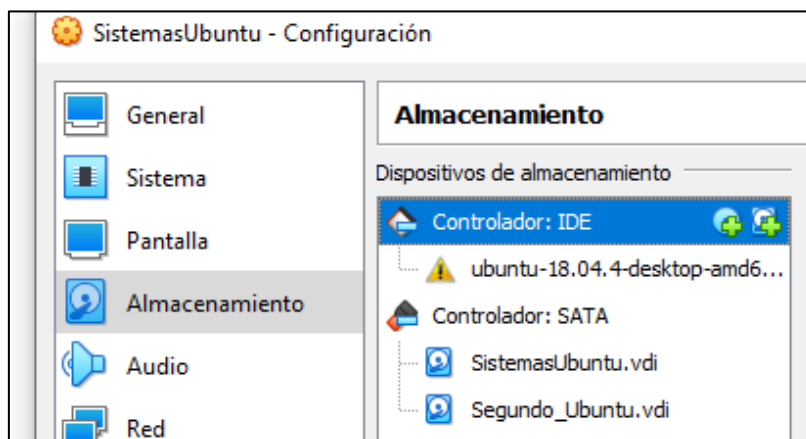 SistemasUbuntu - Configuración
General
Sistema
Pantalla
Almacenamiento
Audio
Red
Almacenamiento
Dispositivos de almacenamiento
Controlador: IDE
ubuntu-18.04.4-desktop-amd6...
Controlador: SATA
SistemasUbuntu.vdi
Segundo_Ubuntu.vdi